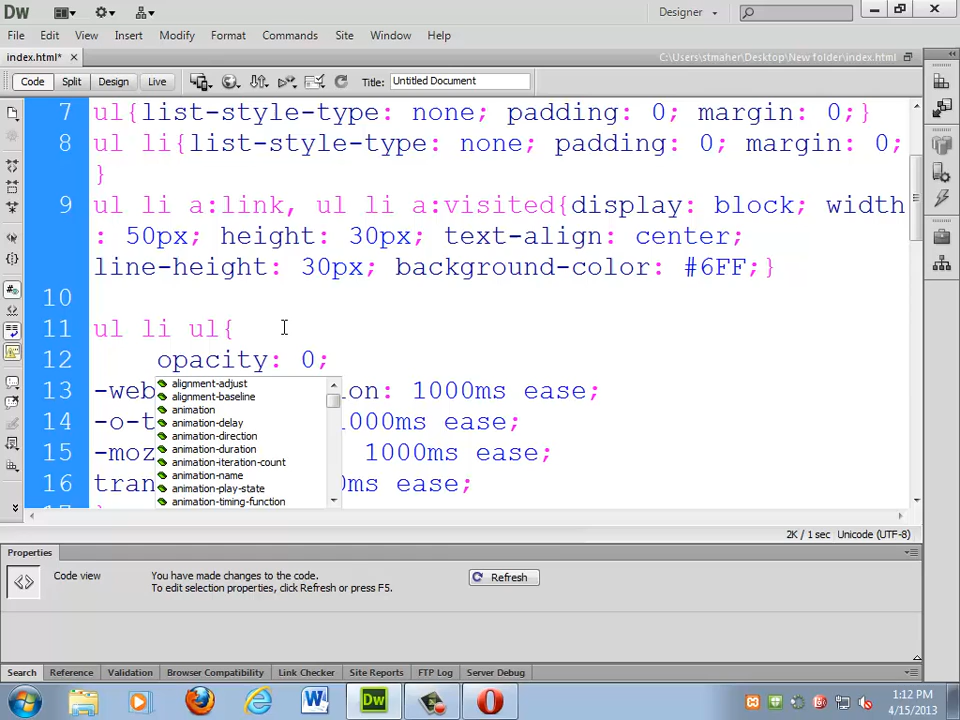 Dw
Designer
File Edit View Insert Modify Format Commands Site Window Help
index.html* C:\Users\stmaher\Desktop\New folder\index.html
Code Split Design Live Title: Untitled Document
7 ul{list-style-type: none; padding: 0; margin: 0;}
8 ul li{list-style-type: none; padding: 0; margin: 0;
}
9 ul li a:link, ul li a:visited{display: block; width
: 50px; height: 30px; text-align: center;
line-height: 30px; background-color: #6FF;}
10
11 ul li ul{
12 opacity: 0;
alignment-adjust
13 -web ion: 1000ms ease;
alignment-baseline
animation
14 -o-t 1000ms ease;
animation-delay
animation-direction
15 -moz 1000ms ease;
animation-duration
animation-iteration-count
animation-name
16 tran 0ms ease;
animation-play-state
animation-timing-function
2K / 1 sec Unicode (UTF-8)
Properties
Code view You have made changes to the code.
To edit selection properties, click Refresh or press F5.
Refresh
Search Reference Validation Browser Compatibility Link Checker Site Reports FTP Log Server Debug
1:12 PM
4/15/2013